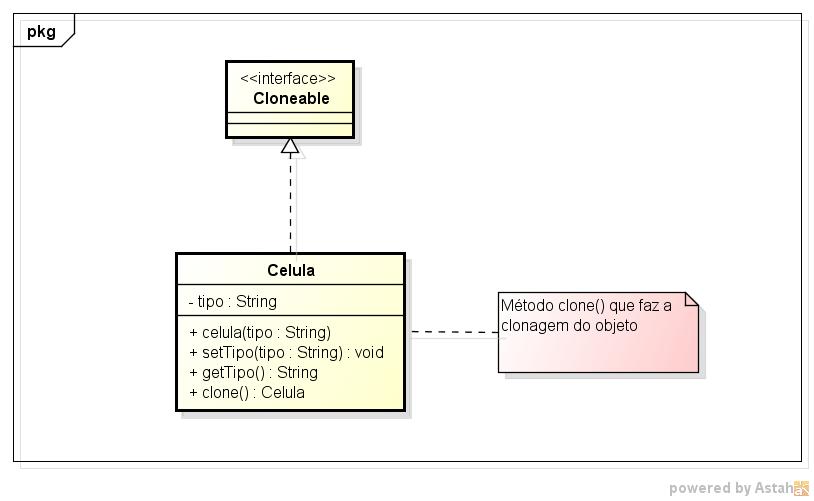 pkg
<<interface>>
Cloneable
Celula
- tipo : String
+ celula(tipo : String)
+ setTipo(tipo : String) : void
+ getTipo() : String
+ clone() : Celula
Método clone() que faz a
clonagem do objeto
powered by Astah